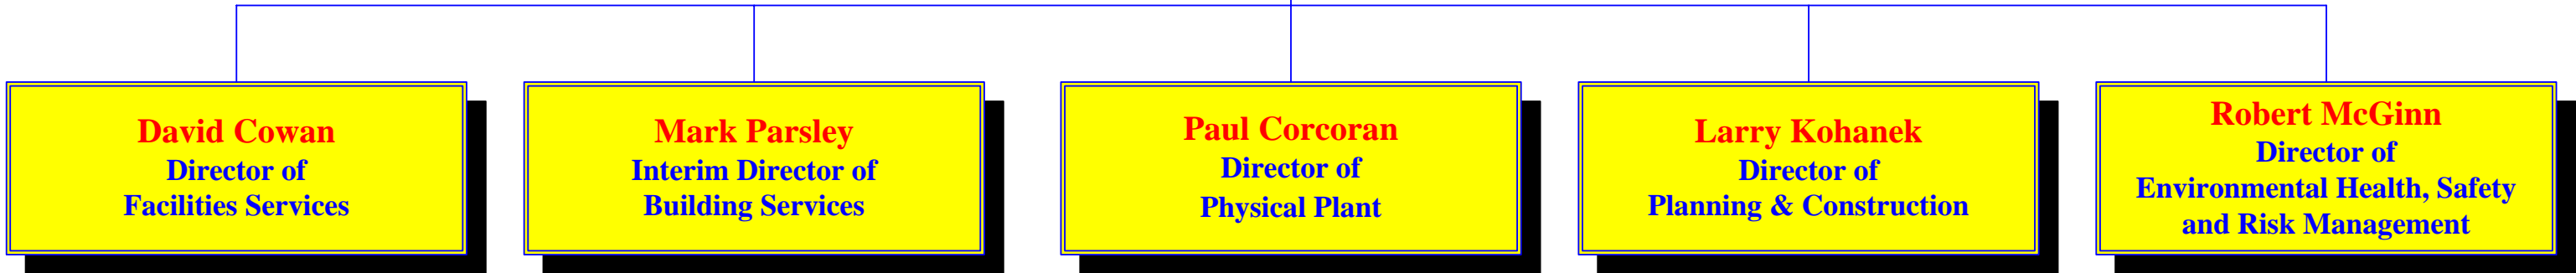 David Cowan
Director of
Facilities Services
Mark Parsley
Interim Director of
Building Services
Paul Corcoran
Director of
Physical Plant
Larry Kohanek
Director of
Planning & Construction
Robert McGinn
Director of
Environmental Health, Safety
and Risk Management